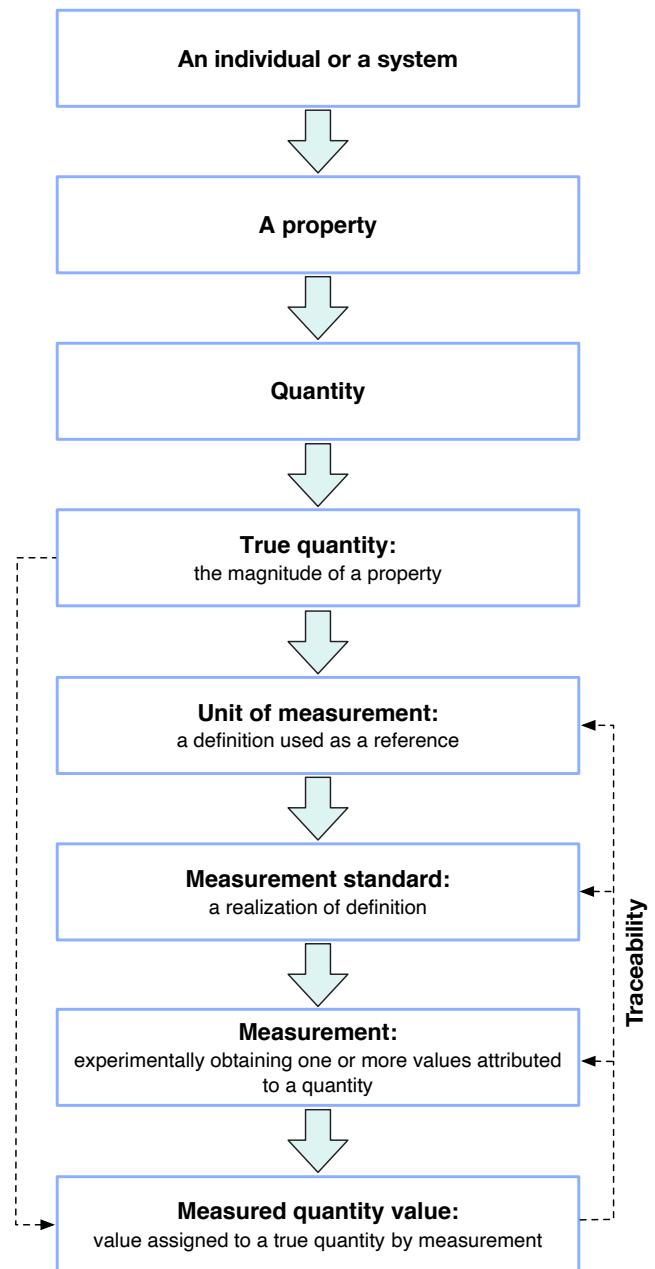 An individual or a system
A property
Quantity
True quantity:
the magnitude of a property
Unit of measurement:
a definition used as a reference
Measurement standard:
a realization of definition
Measurement:
experimentally obtaining one or more values attributed
to a quantity
Measured quantity value:
value assigned to a true quantity by measurement
Traceability